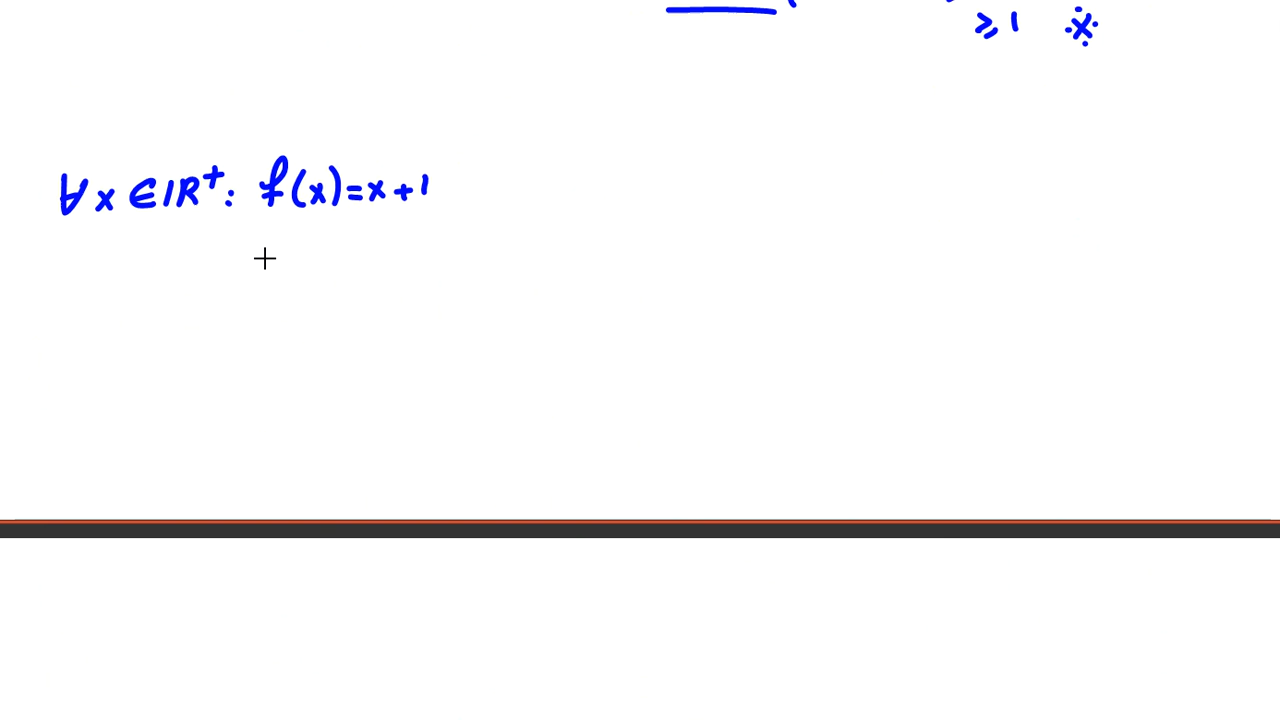 ≥ 1 ※
∀ x ∈ ℝ⁺: f(x) = x + 1